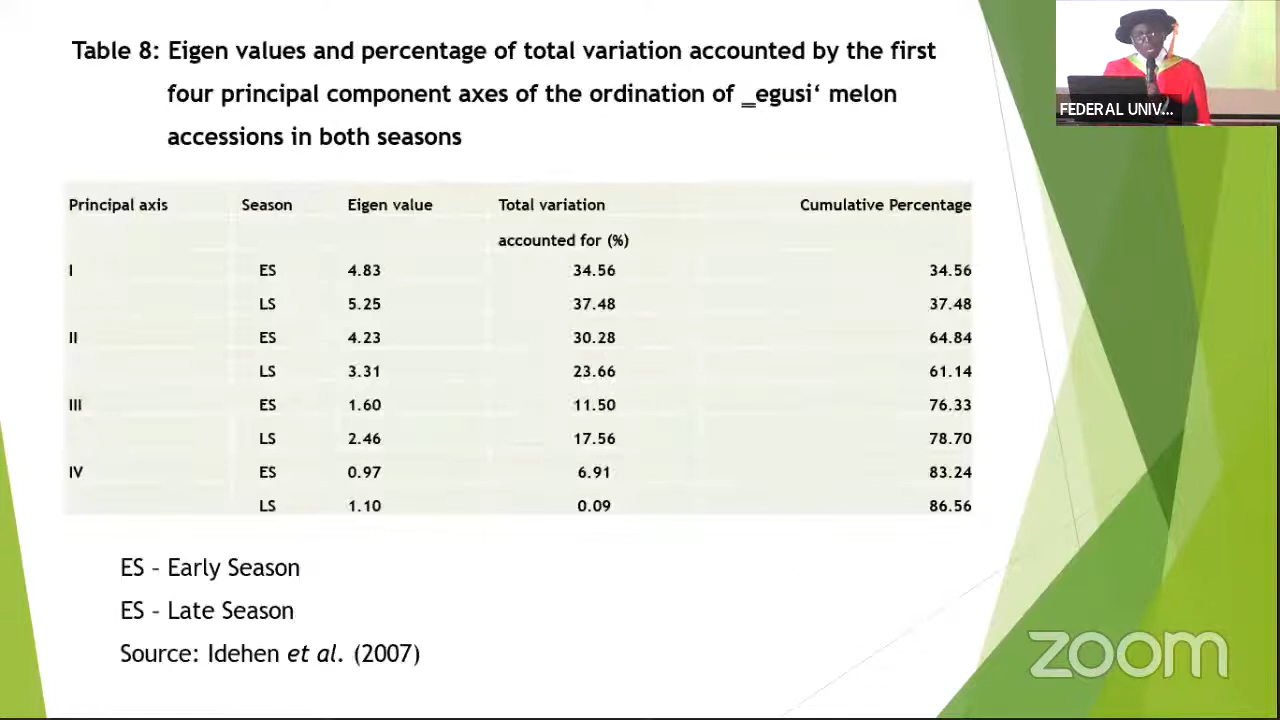 Table 8: Eigen values and percentage of total variation accounted by the first
four principal component axes of the ordination of ‗egusi‘ melon
accessions in both seasons
FEDERAL UNIV...
Principal axis Season Eigen value Total variation Cumulative Percentage
accounted for (%)
I ES 4.83 34.56 34.56
LS 5.25 37.48 37.48
II ES 4.23 30.28 64.84
LS 3.31 23.66 61.14
III ES 1.60 11.50 76.33
LS 2.46 17.56 78.70
IV ES 0.97 6.91 83.24
LS 1.10 0.09 86.56
ES – Early Season
ES – Late Season
Source: Idehen et al. (2007)
zoom